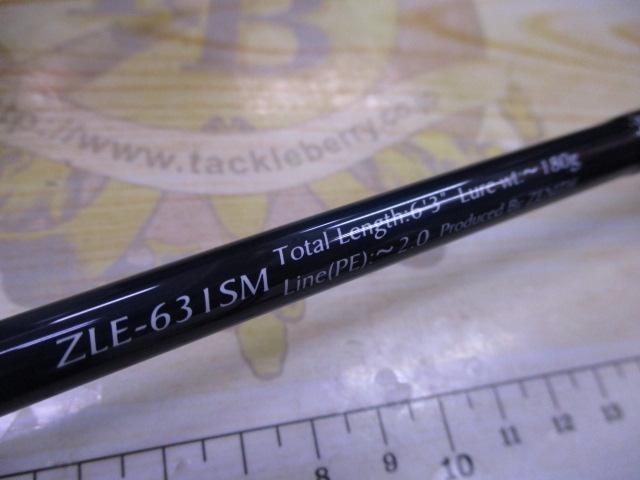 B
http://www.tackleberry.co
ZLE-631SM
Total Length:6'3" Lure wt.~180g
Line(PE):~2.0 Produced By ZENITH
8 10 11 12 13